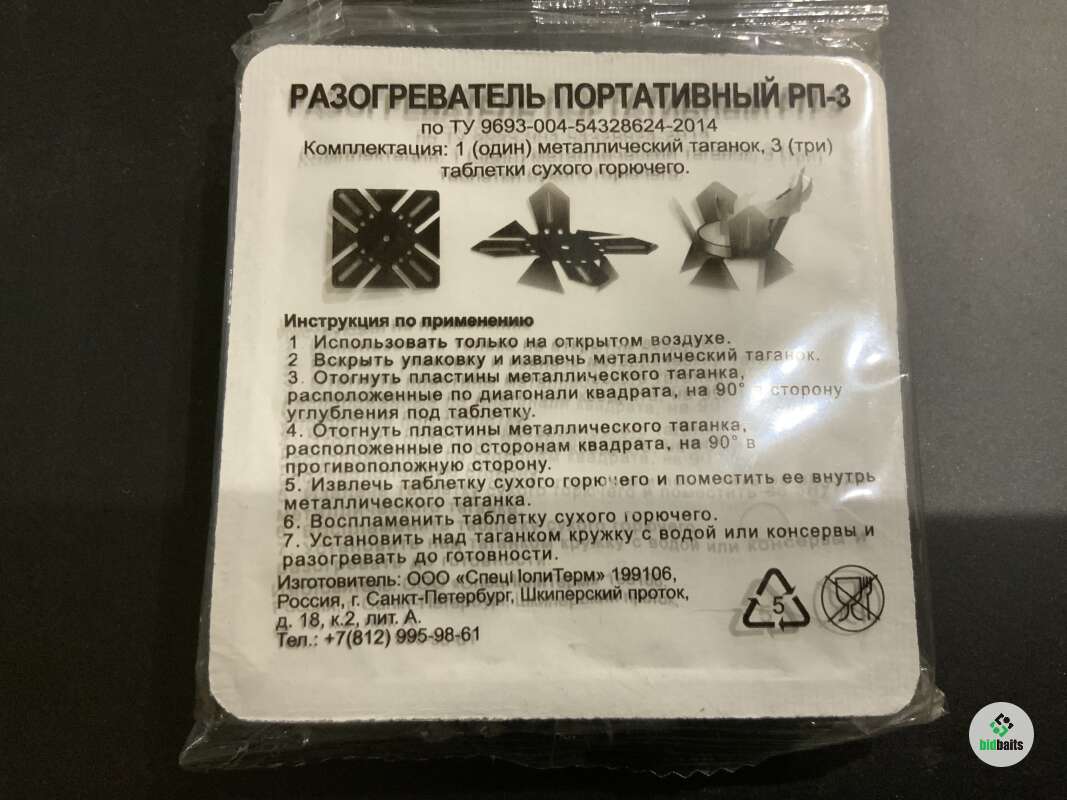 РАЗОГРЕВАТЕЛЬ ПОРТАТИВНЫЙ РП-3
по ТУ 9693-004-54328624-2014
Комплектация: 1 (один) металлический таганок, 3 (три)
таблетки сухого горючего.
Инструкция по применению
1 Использовать только на открытом воздухе.
2 Вскрыть упаковку и извлечь металлический таганок.
3. Отогнуть пластины металлического таганка,
расположенные по диагонали квадрата, на 90° в сторону
углубления под таблетку.
4. Отогнуть пластины металлического таганка,
расположенные по сторонам квадрата, на 90° в
противоположную сторону.
5. Извлечь таблетку сухого горючего и поместить ее внутрь
металлического таганка.
6. Воспламенить таблетку сухого горючего.
7. Установить над таганком кружку с водой или консервы и
разогревать до готовности.
Изготовитель: ООО «СпецПолиТерм» 199106,
Россия, г. Санкт-Петербург, Шкиперский проток,
д. 18, к.2, лит. А.
Тел.: +7(812) 995-98-61
5
bidbaits